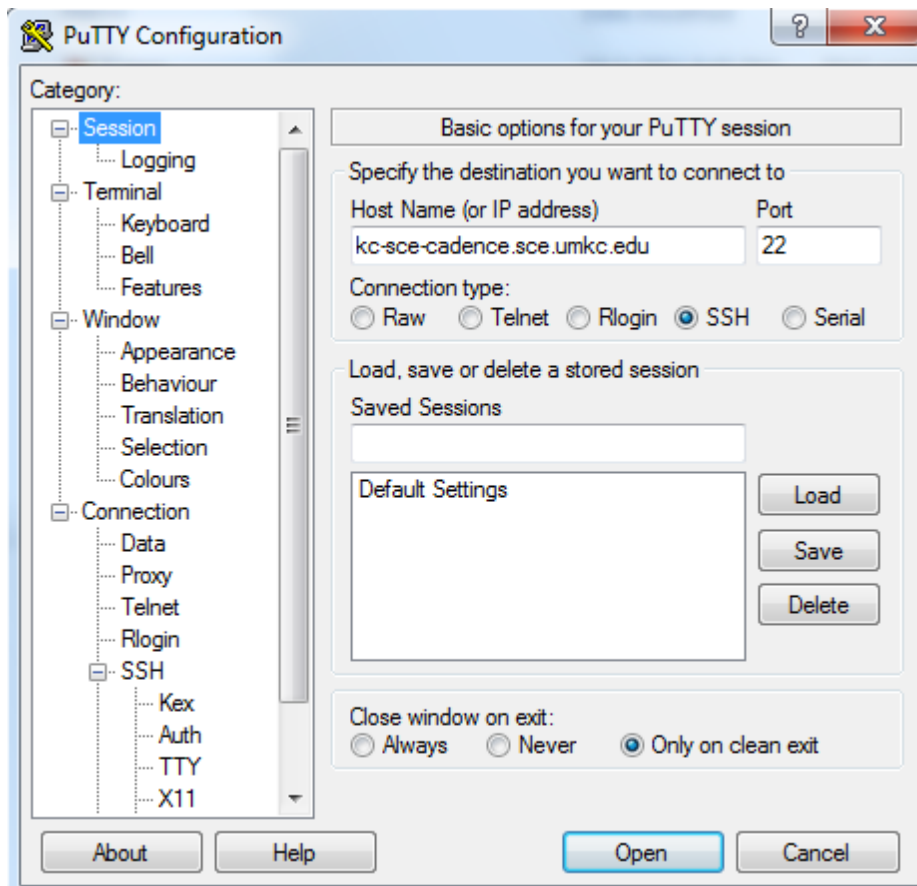 PuTTY Configuration
?
X
Category:
Session
Logging
Terminal
Keyboard
Bell
Features
Window
Appearance
Behaviour
Translation
Selection
Colours
Connection
Data
Proxy
Telnet
Rlogin
SSH
Kex
Auth
TTY
X11
Basic options for your PuTTY session
Specify the destination you want to connect to
Host Name (or IP address) Port
kc-sce-cadence.sce.umkc.edu 22
Connection type:
Raw Telnet Rlogin SSH Serial
Load, save or delete a stored session
Saved Sessions
Default Settings
Load
Save
Delete
Close window on exit:
Always Never Only on clean exit
About Help Open Cancel